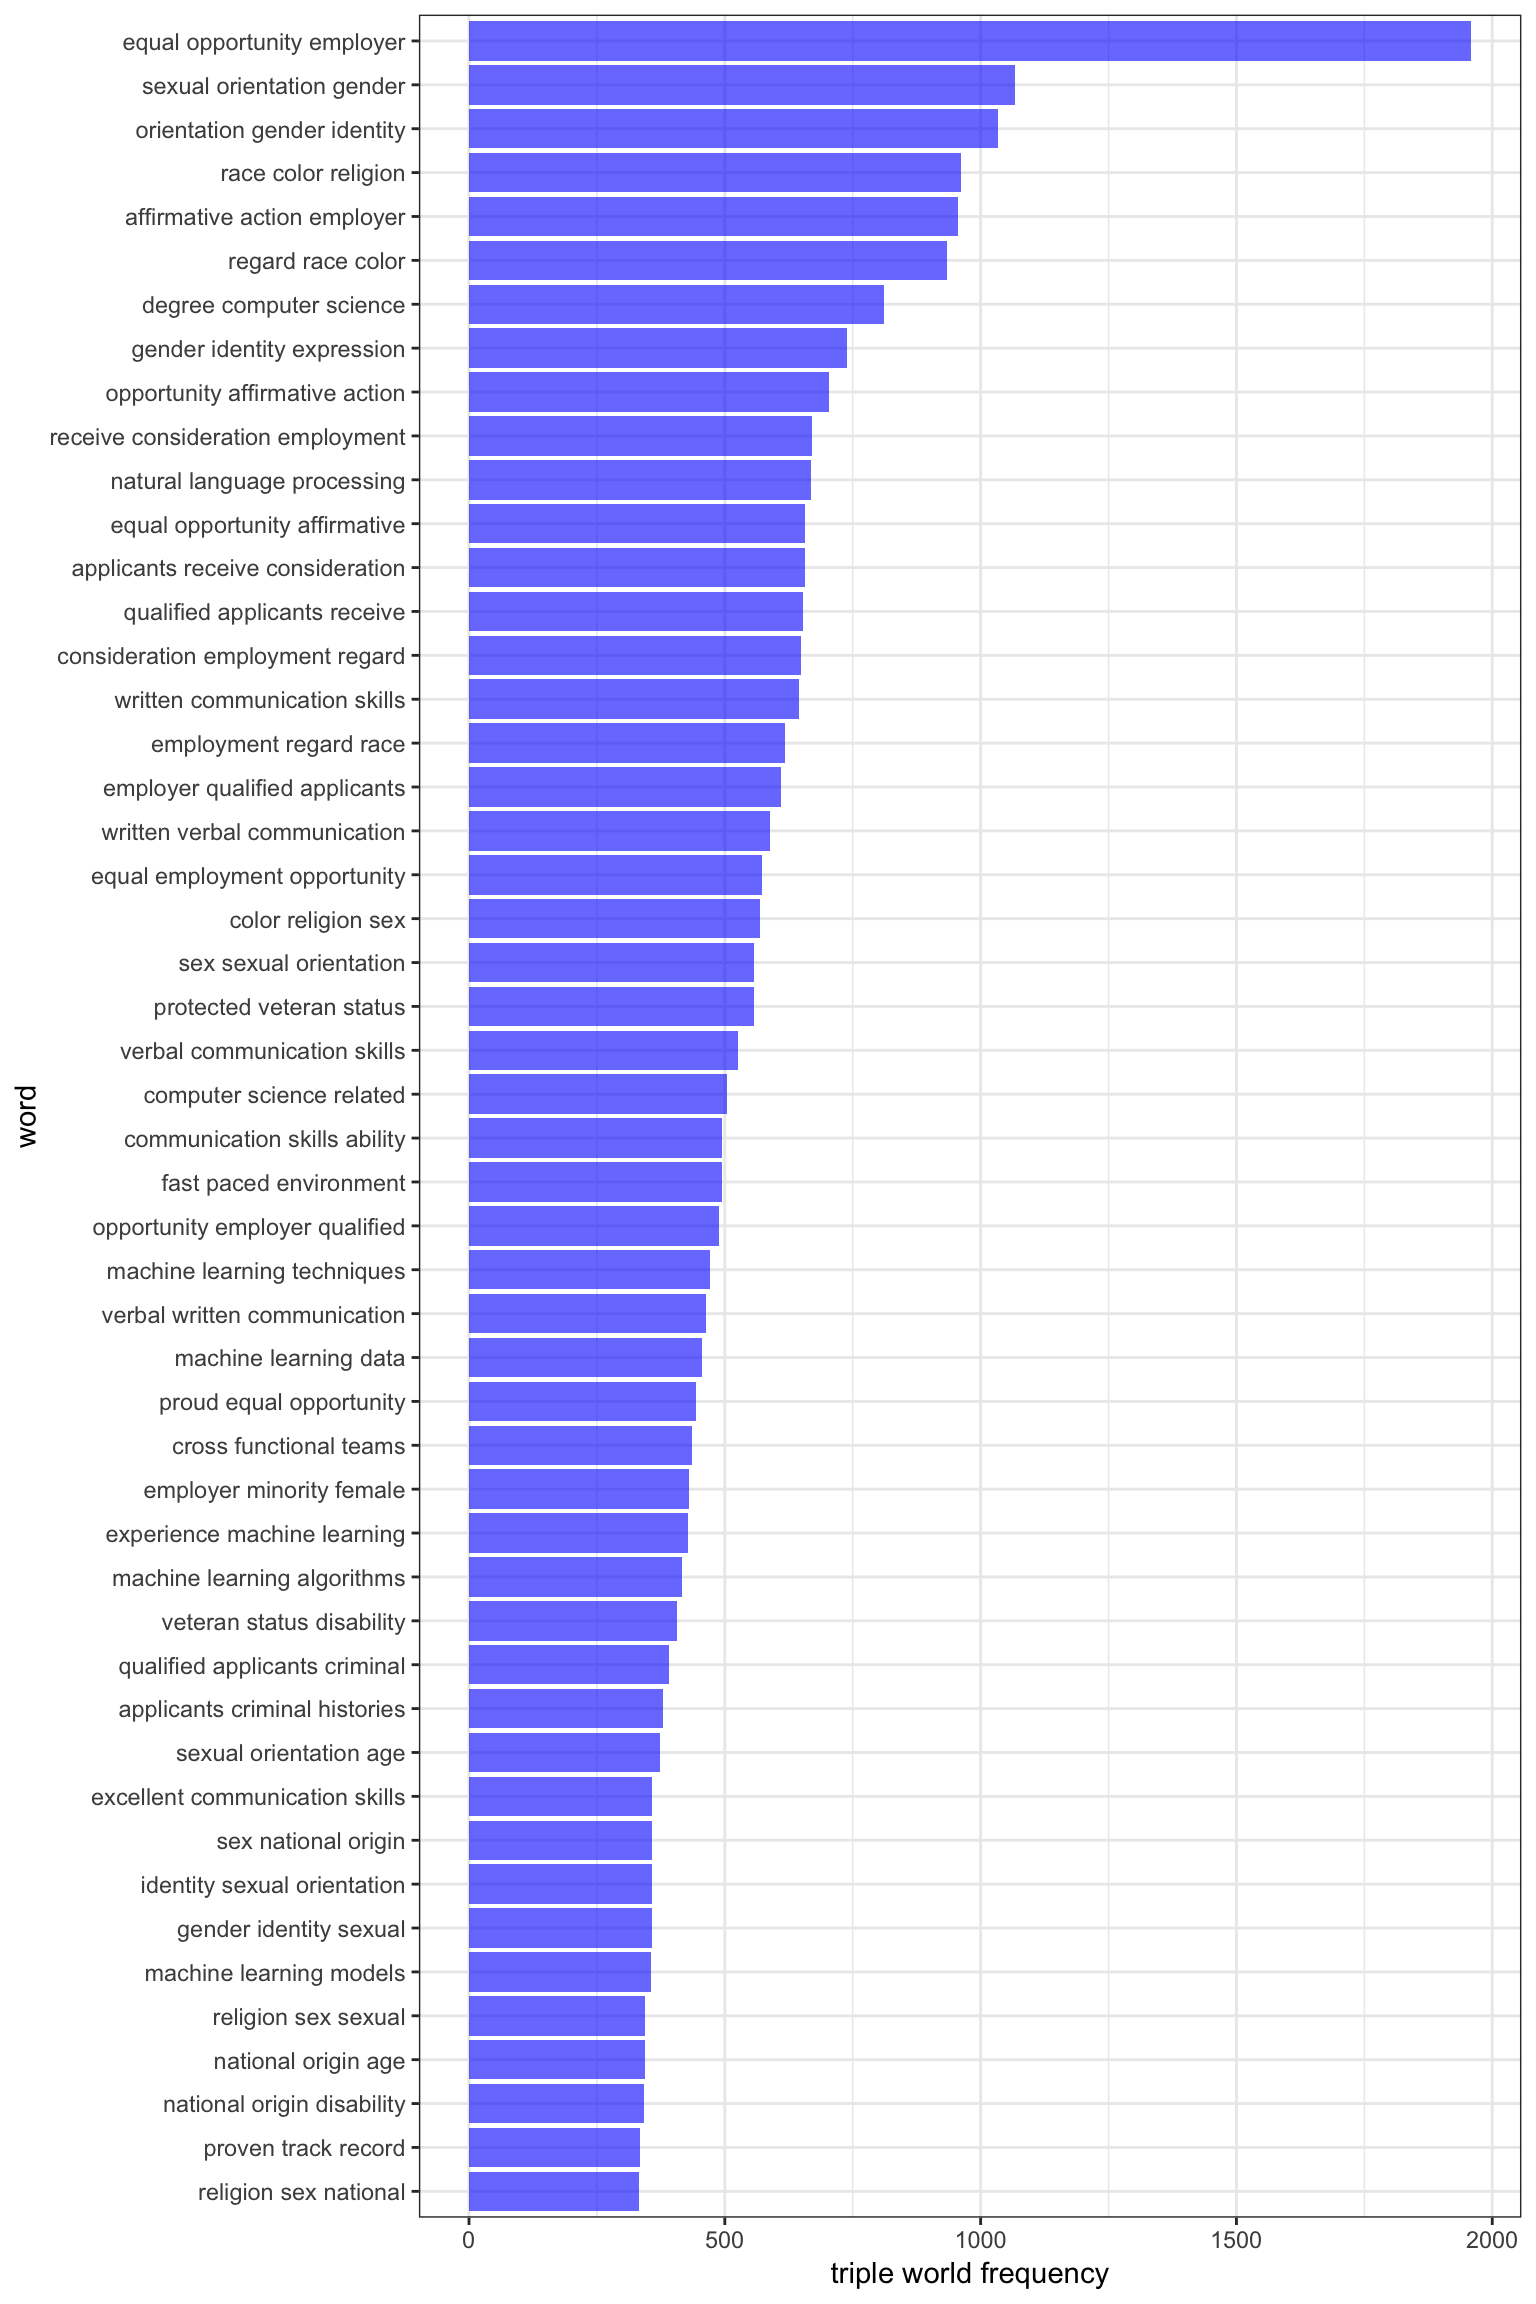 equal opportunity employer
sexual orientation gender
orientation gender identity
race color religion
affirmative action employer
regard race color
degree computer science
gender identity expression
opportunity affirmative action
receive consideration employment
natural language processing
equal opportunity affirmative
applicants receive consideration
qualified applicants receive
consideration employment regard
written communication skills
employment regard race
employer qualified applicants
written verbal communication
equal employment opportunity
color religion sex
sex sexual orientation
protected veteran status
verbal communication skills
computer science related
communication skills ability
fast paced environment
opportunity employer qualified
machine learning techniques
verbal written communication
machine learning data
proud equal opportunity
cross functional teams
employer minority female
experience machine learning
machine learning algorithms
veteran status disability
qualified applicants criminal
applicants criminal histories
sexual orientation age
excellent communication skills
sex national origin
identity sexual orientation
gender identity sexual
machine learning models
religion sex sexual
national origin age
national origin disability
proven track record
religion sex national
word
0 500 1000 1500 2000
triple world frequency